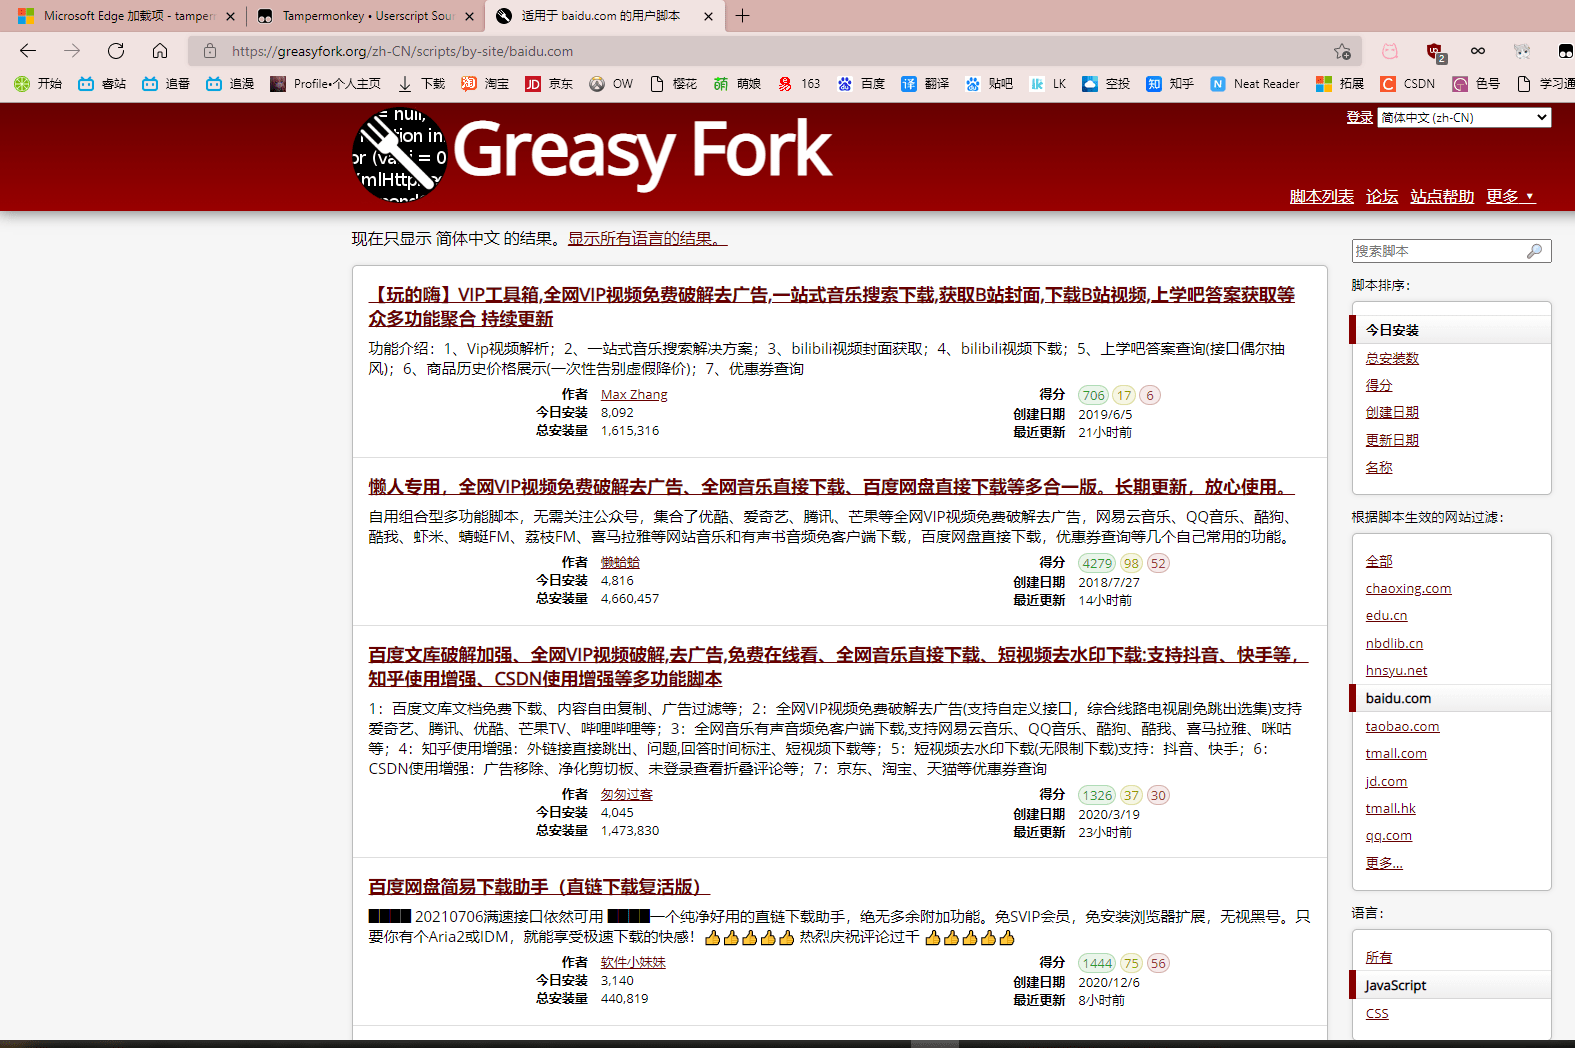 Microsoft Edge 加载项 - tamper
Tampermonkey • Userscript Sour
适用于 baidu.com 的用户脚本
https://greasyfork.org/zh-CN/scripts/by-site/baidu.com
2
开始 睿站 追番 追漫 Profile•个人主页 下载 淘宝 京东 OW 樱花 萌娘 163 百度 翻译 贴吧 LK 空投 知乎 Neat Reader 拓展 CSDN 色号 学习通
Greasy Fork
登录 简体中文 (zh-CN)
脚本列表 论坛 站点帮助 更多 ▼
现在只显示 简体中文 的结果。显示所有语言的结果。
【玩的嗨】VIP工具箱,全网VIP视频免费破解去广告,一站式音乐搜索下载,获取B站封面,下载B站视频,上学吧答案获取等
众多功能聚合 持续更新
功能介绍：1、Vip视频解析；2、一站式音乐搜索解决方案；3、bilibili视频封面获取；4、bilibili视频下载；5、上学吧答案查询(接口偶尔抽
风)；6、商品历史价格展示(一次性告别虚假降价)；7、优惠券查询
作者 Max Zhang
今日安装 8,092
总安装量 1,615,316
得分 706 17 6
创建日期 2019/6/5
最近更新 21小时前
懒人专用，全网VIP视频免费破解去广告、全网音乐直接下载、百度网盘直接下载等多合一版。长期更新，放心使用。
自用组合型多功能脚本，无需关注公众号，集合了优酷、爱奇艺、腾讯、芒果等全网VIP视频免费破解去广告，网易云音乐、QQ音乐、酷狗、
酷我、虾米、蜻蜓FM、荔枝FM、喜马拉雅等网站音乐和有声书音频免客户端下载，百度网盘直接下载，优惠券查询等几个自己常用的功能。
作者 懒蛤蛤
今日安装 4,816
总安装量 4,660,457
得分 4279 98 52
创建日期 2018/7/27
最近更新 14小时前
百度文库破解加强、全网VIP视频破解,去广告,免费在线看、全网音乐直接下载、短视频去水印下载:支持抖音、快手等，
知乎使用增强、CSDN使用增强等多功能脚本
1：百度文库文档免费下载、内容自由复制、广告过滤等；2：全网VIP视频免费破解去广告(支持自定义接口，综合线路电视剧免跳出选集)支持
爱奇艺、腾讯、优酷、芒果TV、哔哩哔哩等；3：全网音乐有声音频免客户端下载,支持网易云音乐、QQ音乐、酷狗、酷我、喜马拉雅、咪咕
等；4：知乎使用增强：外链接直接跳出、问题,回答时间标注、短视频下载等；5：短视频去水印下载(无限制下载)支持：抖音、快手；6：
CSDN使用增强：广告移除、净化剪切板、未登录查看折叠评论等；7：京东、淘宝、天猫等优惠券查询
作者 匆匆过客
今日安装 4,045
总安装量 1,473,830
得分 1326 37 30
创建日期 2020/3/19
最近更新 23小时前
百度网盘简易下载助手（直链下载复活版）
████ 20210706满速接口依然可用 ████一个纯净好用的直链下载助手，绝无多余附加功能。免SVIP会员，免安装浏览器扩展，无视黑号。只
要你有个Aria2或IDM，就能享受极速下载的快感！👍👍👍👍👍 热烈庆祝评论过千 👍👍👍👍👍
作者 软件小妹妹
今日安装 3,140
总安装量 440,819
得分 1444 75 56
创建日期 2020/12/6
最近更新 8小时前
搜索脚本
脚本排序：
今日安装
总安装数
得分
创建日期
更新日期
名称
根据脚本生效的网站过滤：
全部
chaoxing.com
edu.cn
nbdlib.cn
hnsyu.net
baidu.com
taobao.com
tmall.com
jd.com
tmall.hk
qq.com
更多...
语言：
所有
JavaScript
CSS